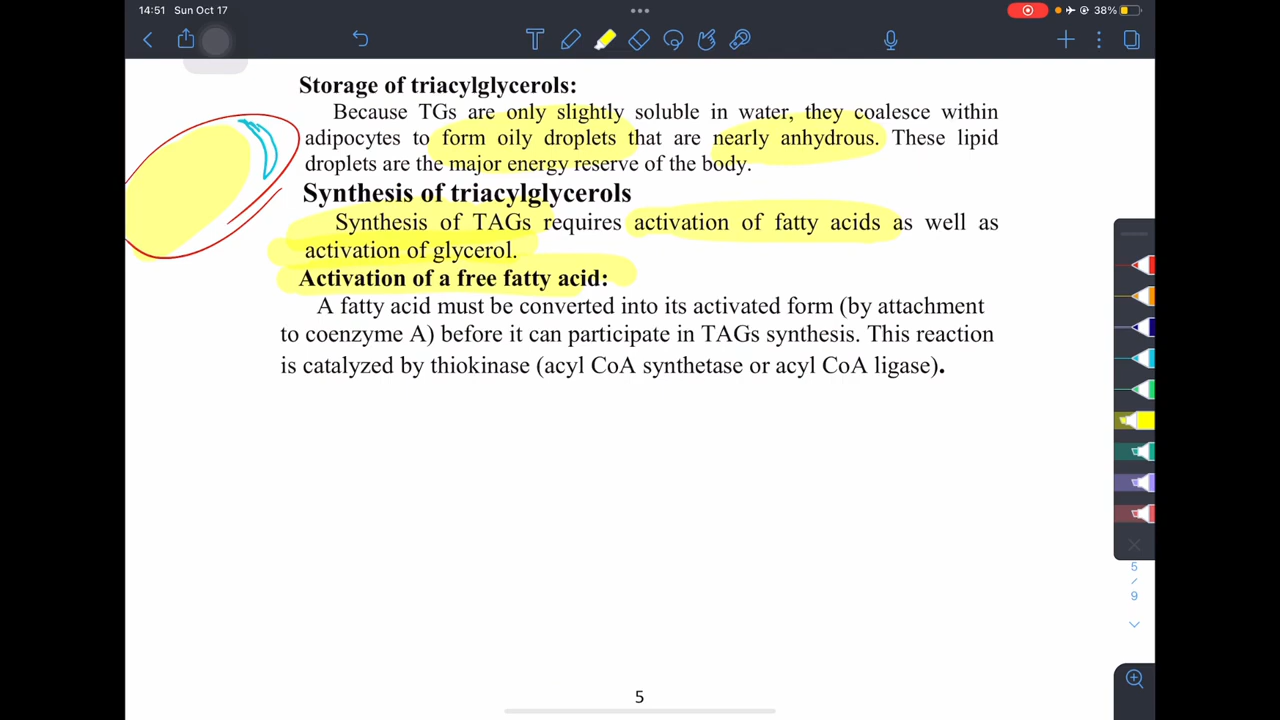 14:51 Sun Oct 17
38%
Storage of triacylglycerols:
Because TGs are only slightly soluble in water, they coalesce within
adipocytes to form oily droplets that are nearly anhydrous. These lipid
droplets are the major energy reserve of the body.
Synthesis of triacylglycerols
Synthesis of TAGs requires activation of fatty acids as well as
activation of glycerol.
Activation of a free fatty acid:
A fatty acid must be converted into its activated form (by attachment
to coenzyme A) before it can participate in TAGs synthesis. This reaction
is catalyzed by thiokinase (acyl CoA synthetase or acyl CoA ligase).
5
/
9
5